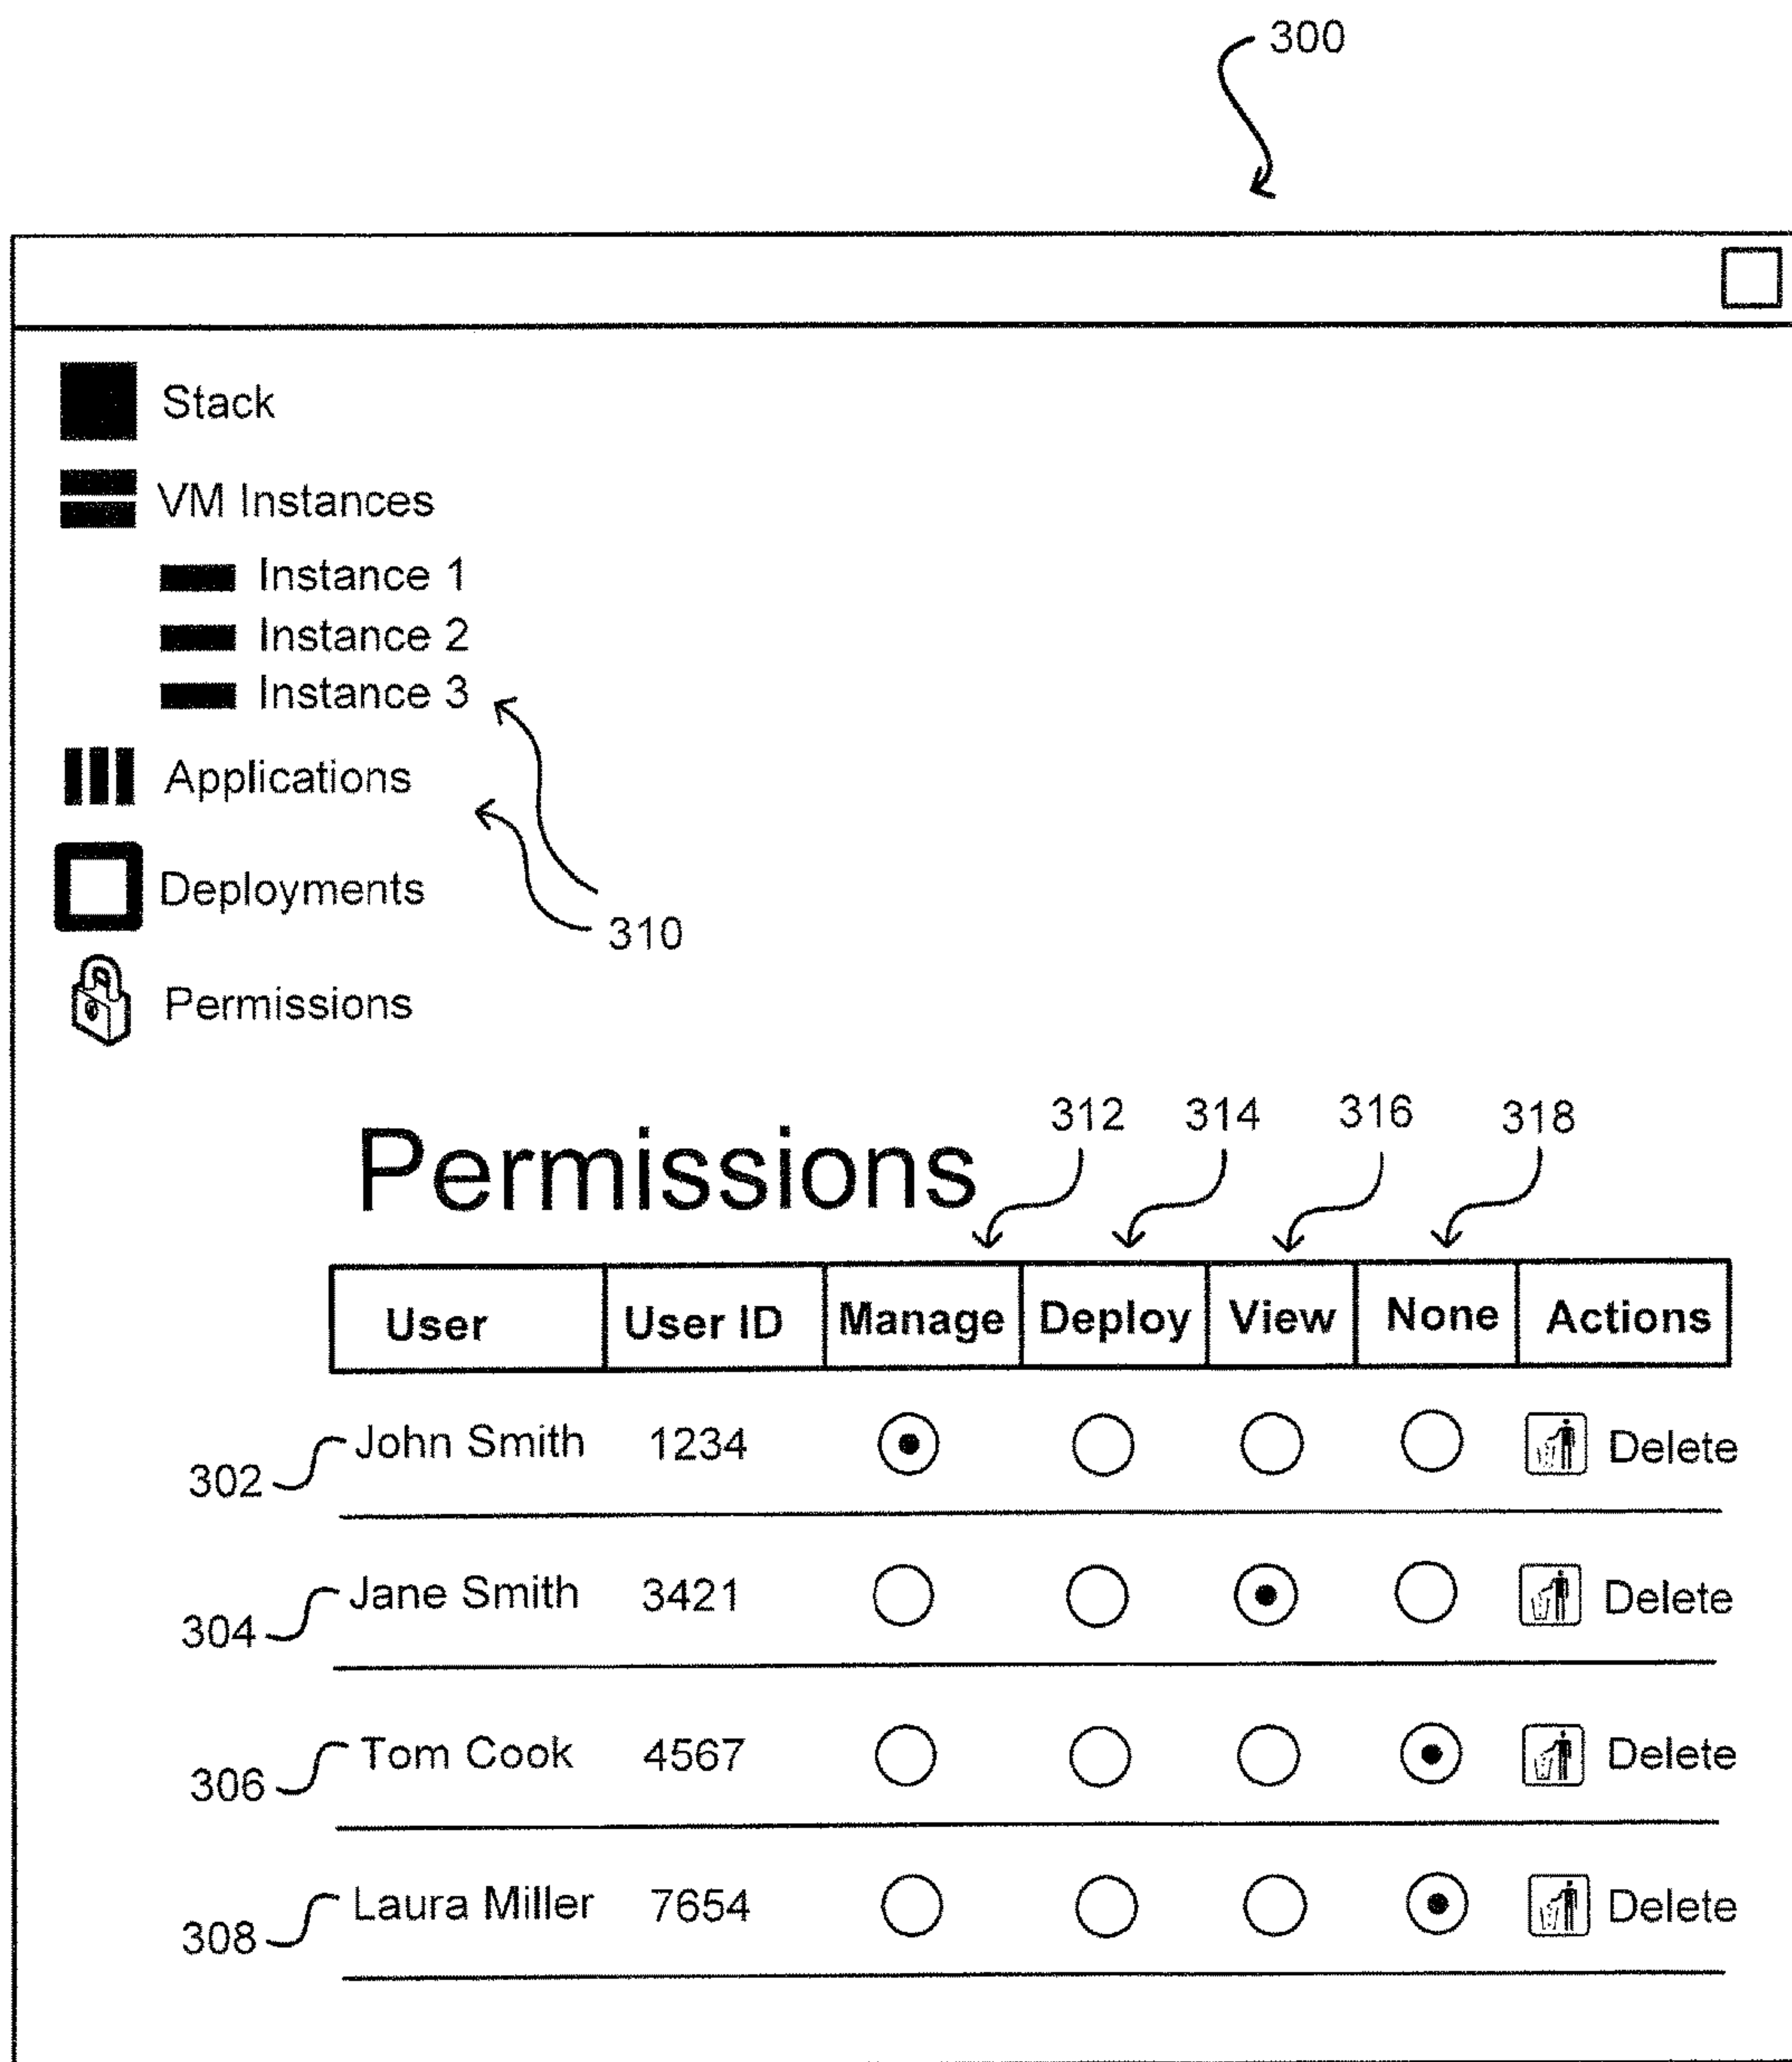 300
Stack
VM Instances
Instance 1
Instance 2
Instance 3
Applications
Deployments
310
Permissions
312 314 316 318
Permissions
User User ID Manage Deploy View None Actions
John Smith 1234 Delete
302
Jane Smith 3421 Delete
304
Tom Cook 4567 Delete
306
Laura Miller 7654 Delete
308